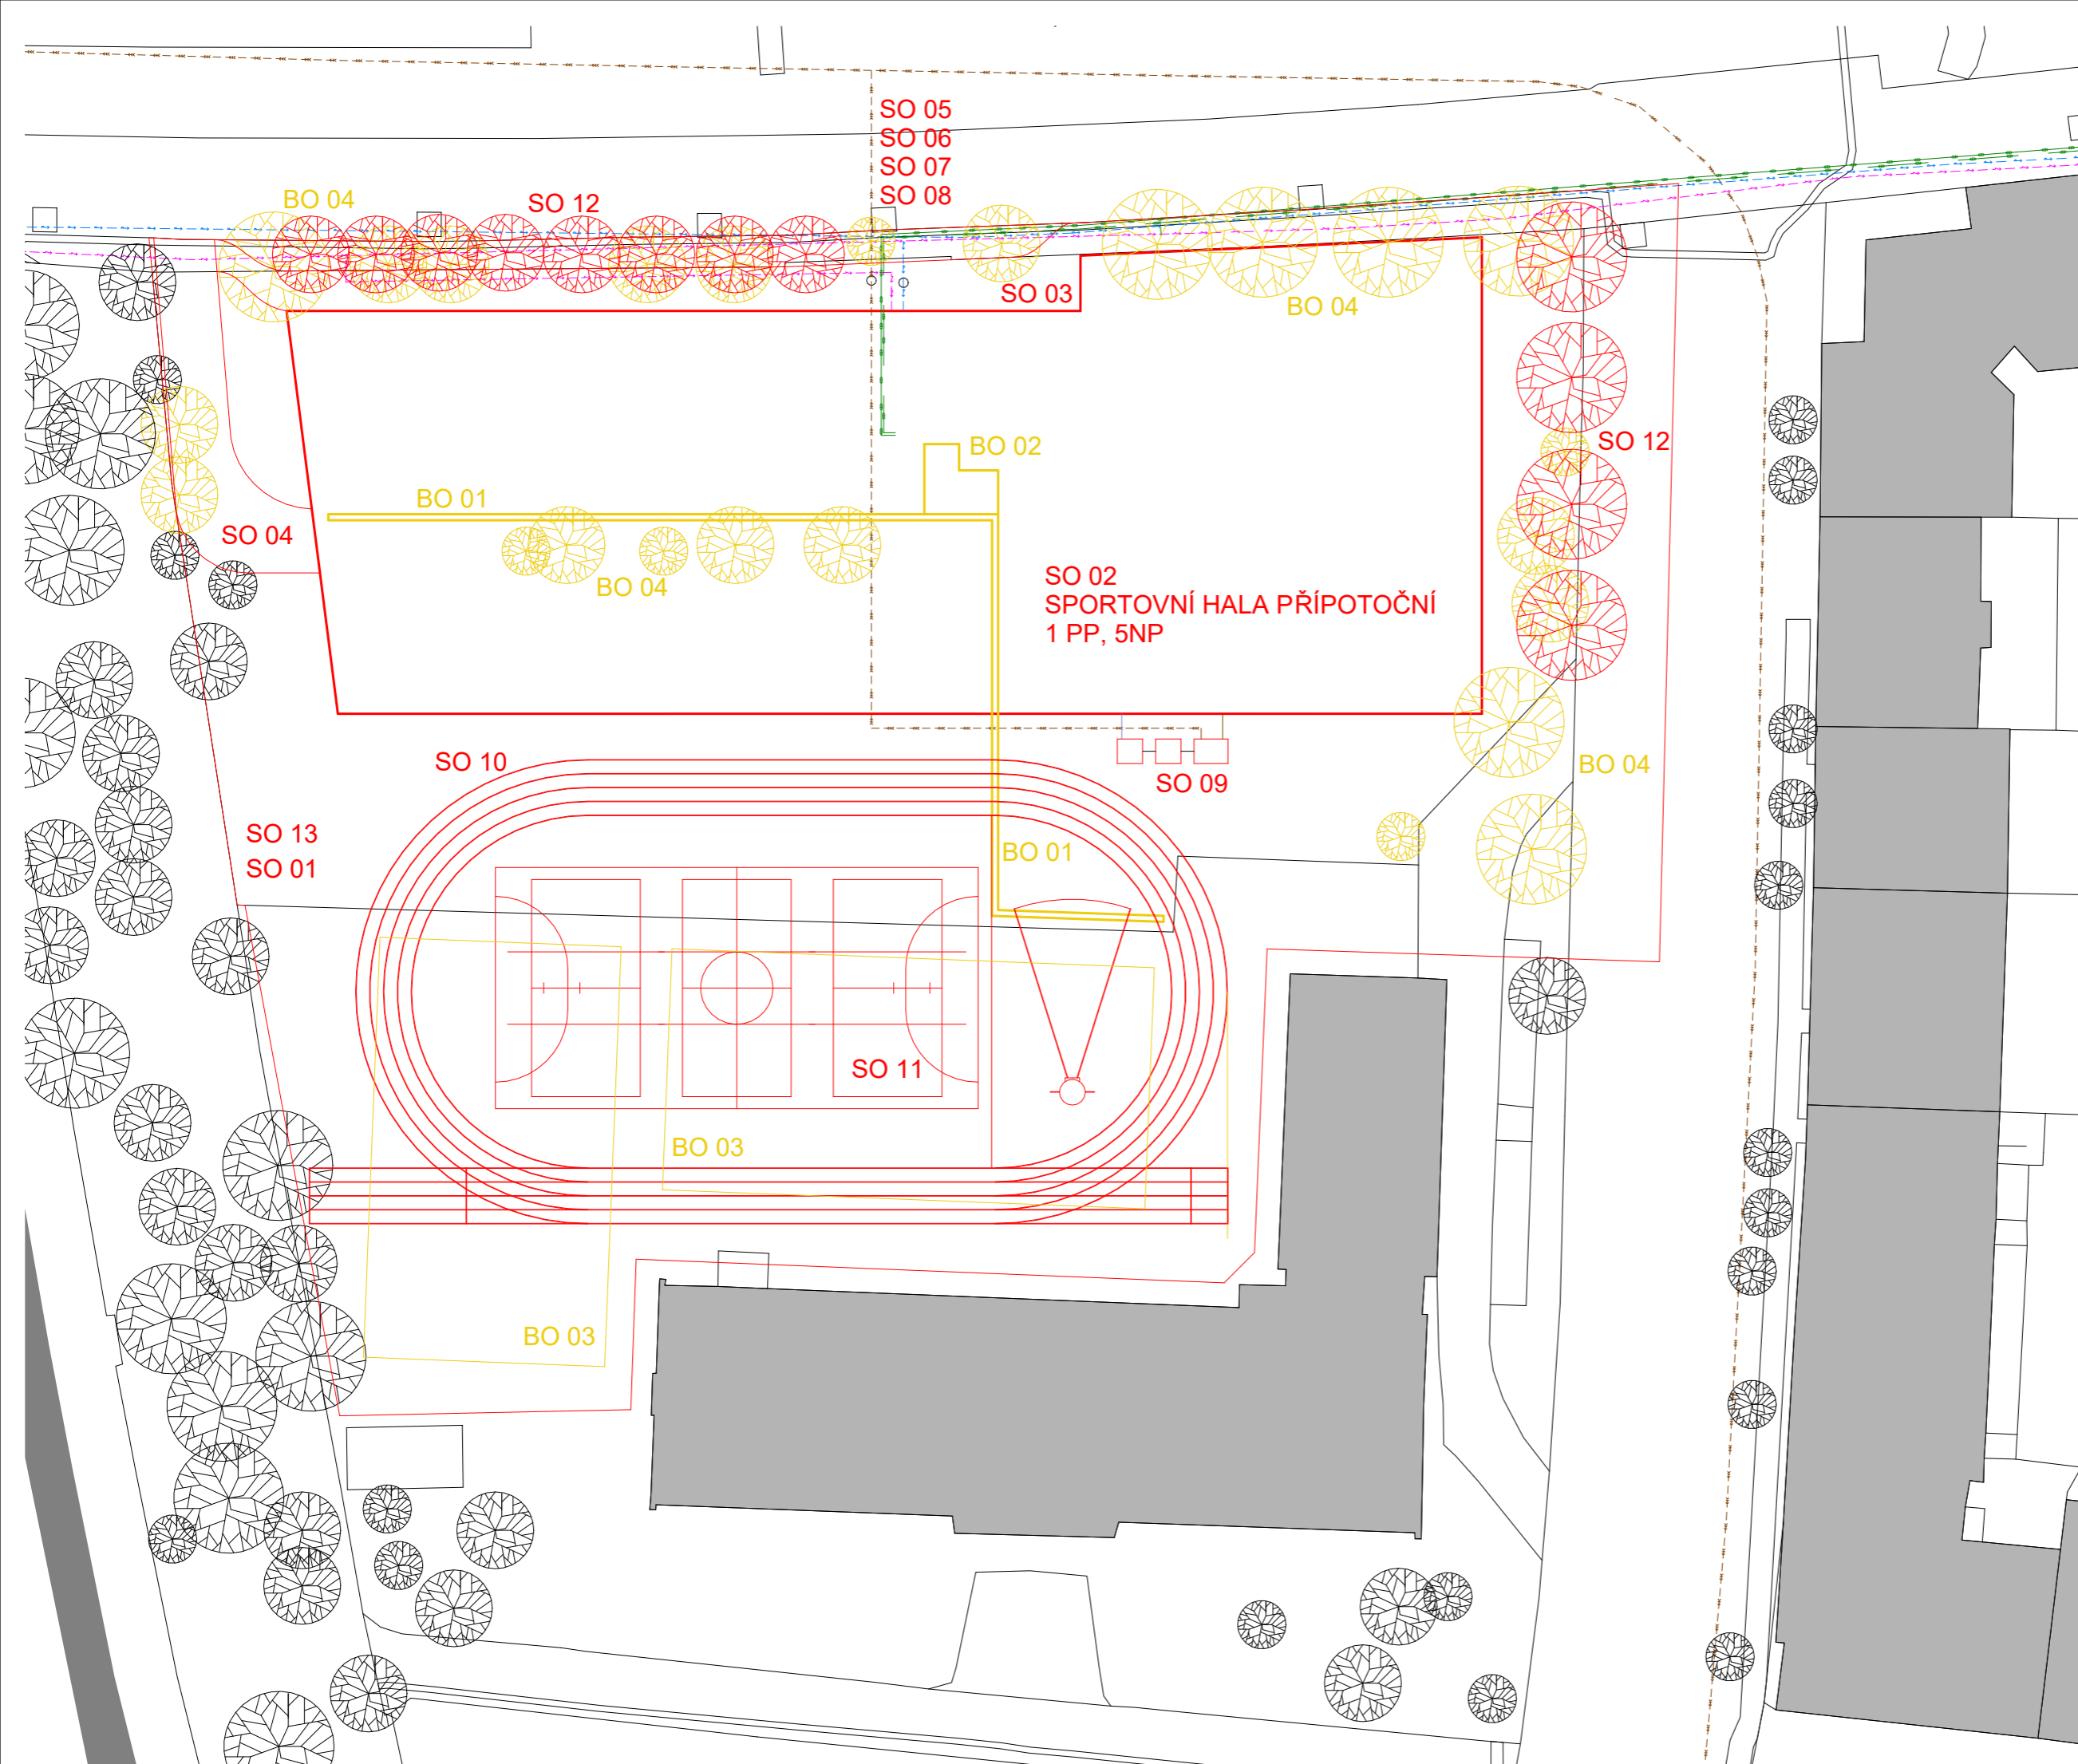 SO 05
SO 06
SO 07
SO 08
BO 04
SO 12
SO 03
BO 04
SO 12
BO 02
BO 01
SO 04
BO 04
SO 02
SPORTOVNÍ HALA PŘÍPOTOČNÍ
1 PP, 5NP
SO 10
BO 04
SO 09
SO 13
SO 01
BO 01
SO 11
BO 03
BO 03